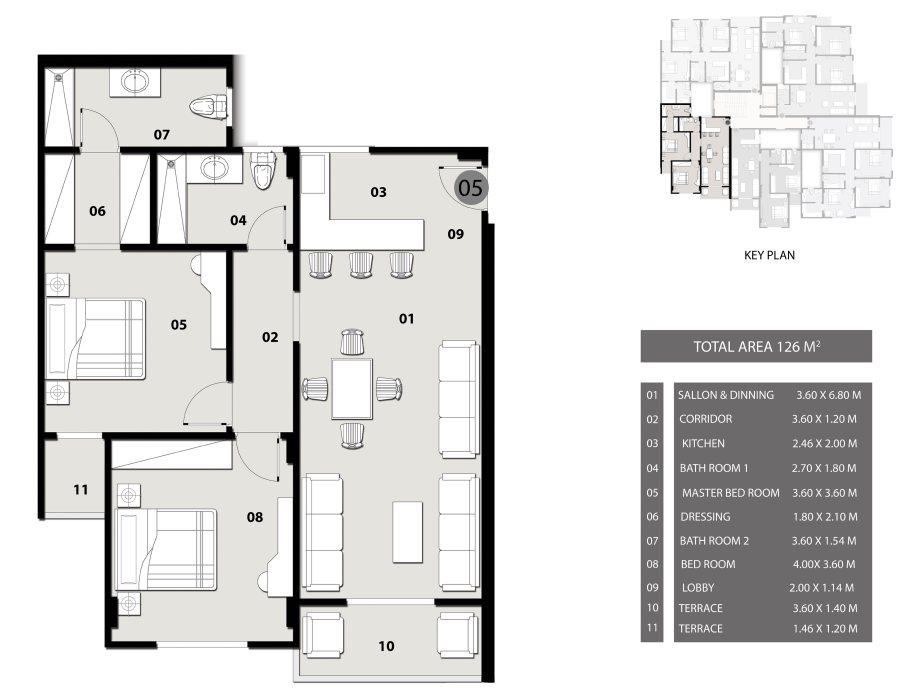 07
06
04
03
05
09
05
01
02
11
08
10
KEY PLAN
TOTAL AREA 126 M²
01 SALLON & DINNING 3.60 X 6.80 M
02 CORRIDOR 3.60 X 1.20 M
03 KITCHEN 2.46 X 2.00 M
04 BATH ROOM 1 2.70 X 1.80 M
05 MASTER BED ROOM 3.60 X 3.60 M
06 DRESSING 1.80 X 2.10 M
07 BATH ROOM 2 3.60 X 1.54 M
08 BED ROOM 4.00X 3.60 M
09 LOBBY 2.00 X 1.14 M
10 TERRACE 3.60 X 1.40 M
11 TERRACE 1.46 X 1.20 M